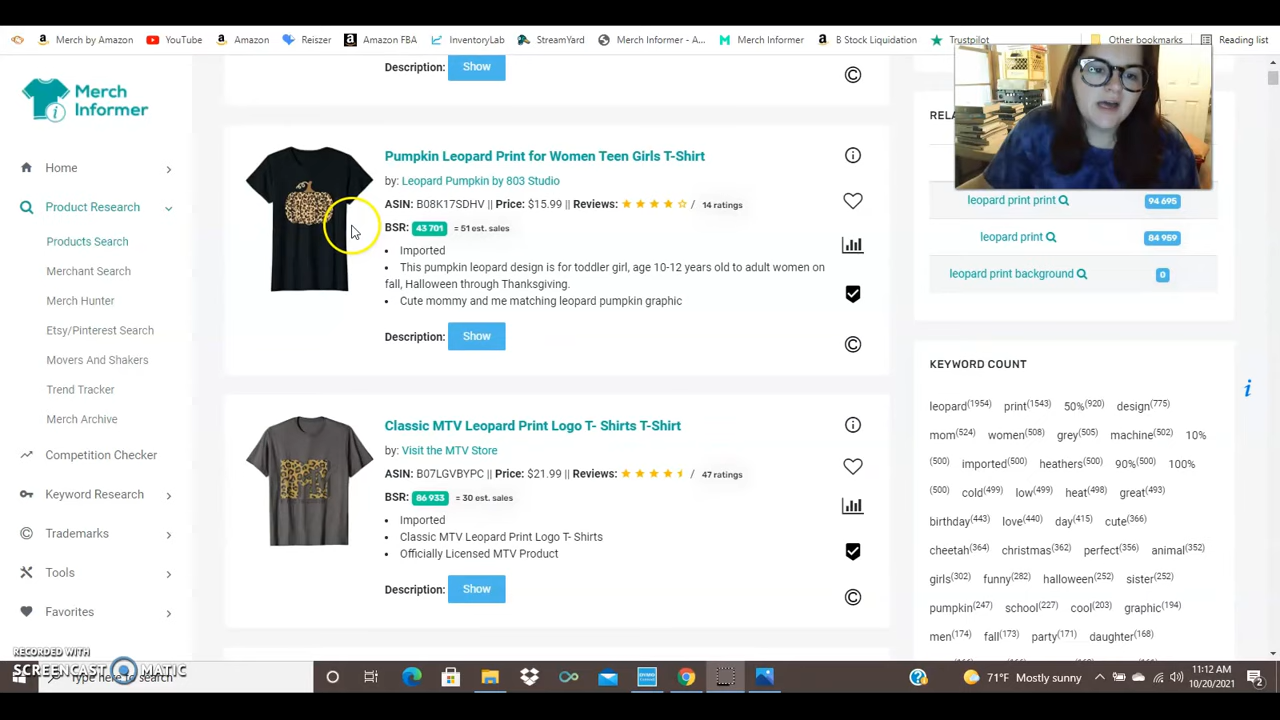 Merch by Amazon
YouTube
Amazon
Reiszer
Amazon FBA
InventoryLab
StreamYard
Merch Informer - A...
Merch Informer
B Stock Liquidation
Trustpilot
Other bookmarks
Reading list
Merch
Informer
Home
Product Research
Products Search
Merchant Search
Merch Hunter
Etsy/Pinterest Search
Movers And Shakers
Trend Tracker
Merch Archive
Competition Checker
Keyword Research
Trademarks
Tools
Favorites
Description: Show
Pumpkin Leopard Print for Women Teen Girls T-Shirt
by: Leopard Pumpkin by 803 Studio
ASIN: B08K17SDHV || Price: $15.99 || Reviews: / 14 ratings
BSR: 43 701 = 51 est. sales
Imported
This pumpkin leopard design is for toddler girl, age 10-12 years old to adult women on
fall, Halloween through Thanksgiving.
Cute mommy and me matching leopard pumpkin graphic
Description: Show
Classic MTV Leopard Print Logo T- Shirts T-Shirt
by: Visit the MTV Store
ASIN: B07LGVBYPC || Price: $21.99 || Reviews: / 47 ratings
BSR: 86 933 = 30 est. sales
Imported
Classic MTV Leopard Print Logo T- Shirts
Officially Licensed MTV Product
Description: Show
leopard print print 94 695
leopard print 84 959
leopard print background 0
KEYWORD COUNT
leopard(1954) print(1543) 50%(920) design(775)
mom(524) women(508) grey(505) machine(502) 10%
(500) imported(500) heathers(500) 90%(500) 100%
(500) cold(499) low(499) heat(498) great(493)
birthday(443) love(440) day(415) cute(366)
cheetah(364) christmas(362) perfect(356) animal(352)
girls(302) funny(282) halloween(252) sister(252)
pumpkin(247) school(227) cool(203) graphic(194)
men(174) fall(173) party(171) daughter(168)
RECORDED WITH
SCREENCAST MATIC
Type here to search
71°F Mostly sunny
11:12 AM
10/20/2021
2